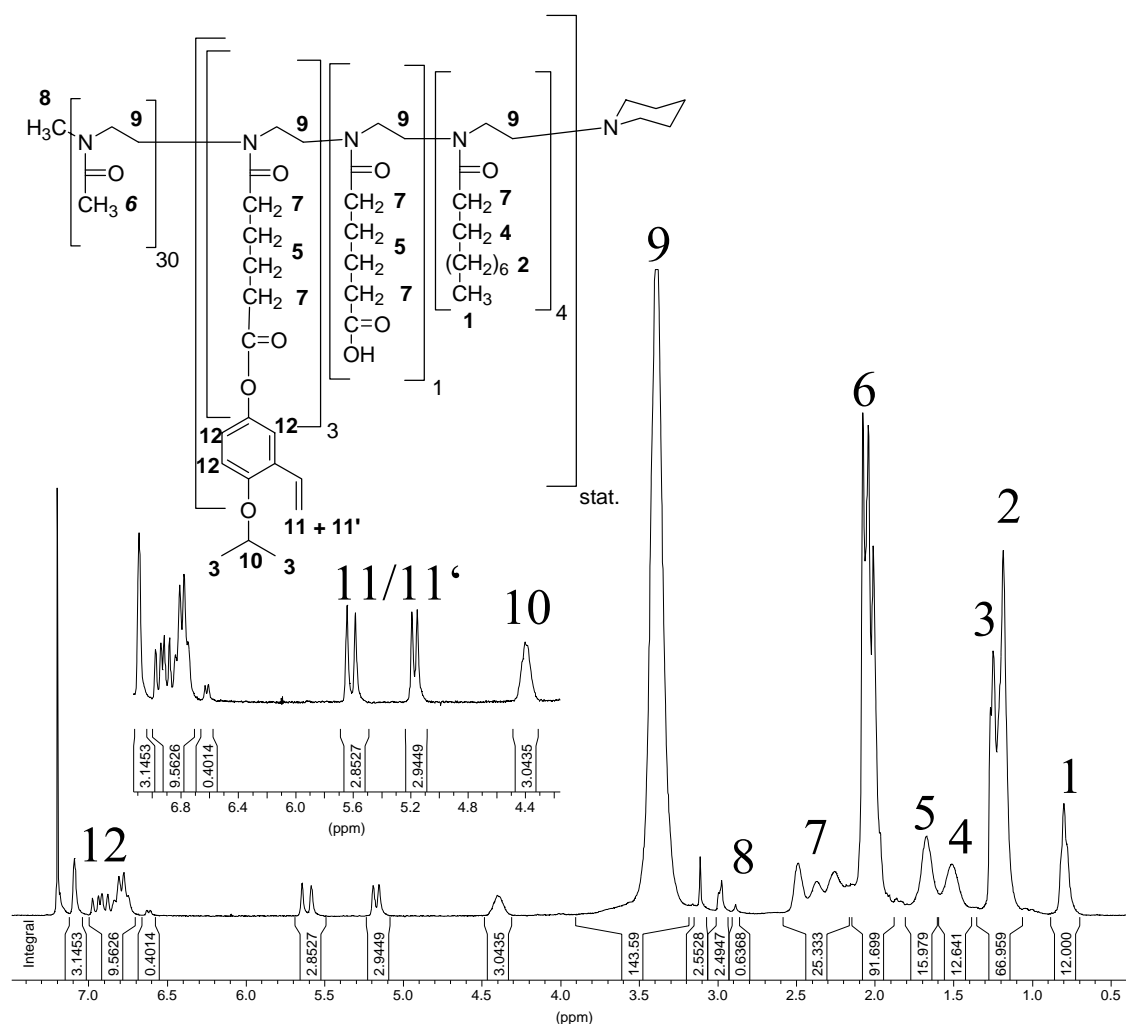 8
9
9
9
9
H3C
N
N
N
N
N
O
O
O
O
CH3 6
CH2 7
CH2 7
CH2 7
CH2
CH2
CH2 4
5
5
CH2
CH2
(CH2)6 2
CH2 7
CH2 7
CH3
30
1
4
C=O
C=O
O
OH
1
12
12
3
12
O
stat.
11 + 11'
10
3
3
9
6
2
3
11/11‘
10
5
4
1
7
8
12
3.1453
9.5626
0.4014
2.8527
2.9449
3.0435
6.8 6.4 6.0 5.6 5.2 4.8 4.4
(ppm)
Integral
3.1453
9.5626
0.4014
2.8527
2.9449
3.0435
143.59
2.5528
2.4947
0.6368
25.333
91.699
15.979
12.641
66.959
12.000
7.0 6.5 6.0 5.5 5.0 4.5 4.0 3.5 3.0 2.5 2.0 1.5 1.0 0.5
(ppm)